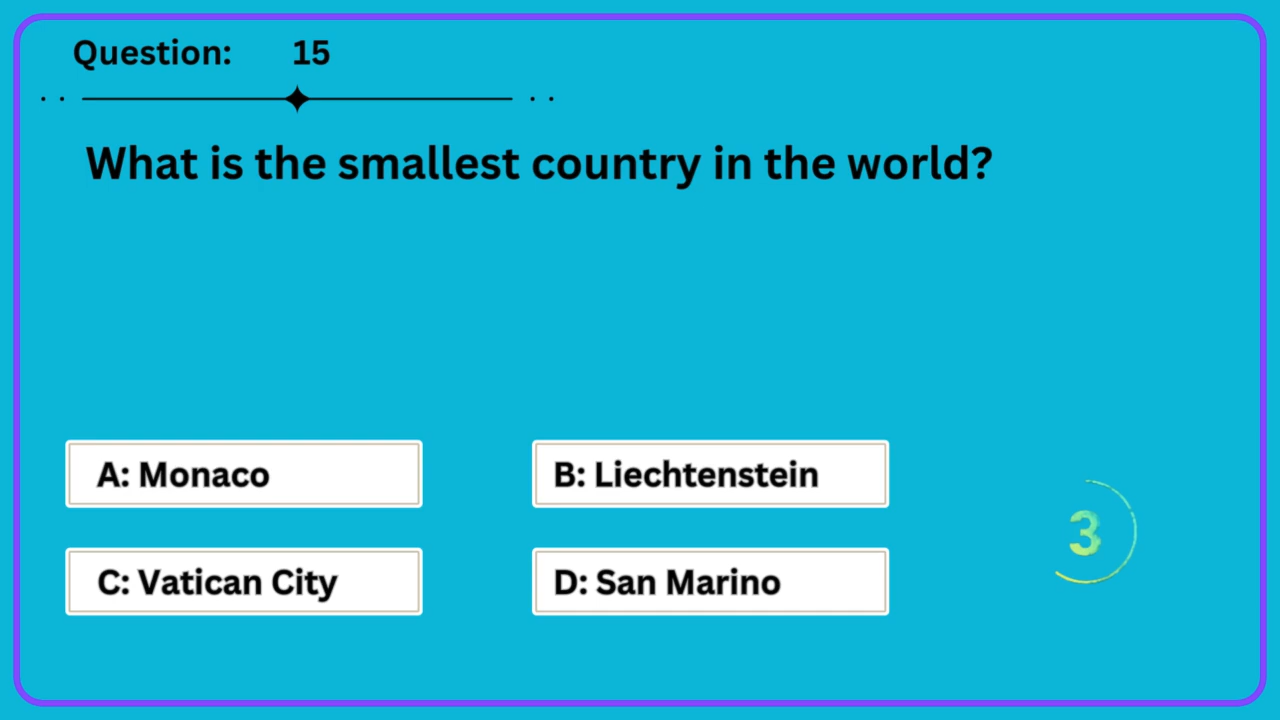 Question: 15
What is the smallest country in the world?
A: Monaco
B: Liechtenstein
C: Vatican City
D: San Marino
3